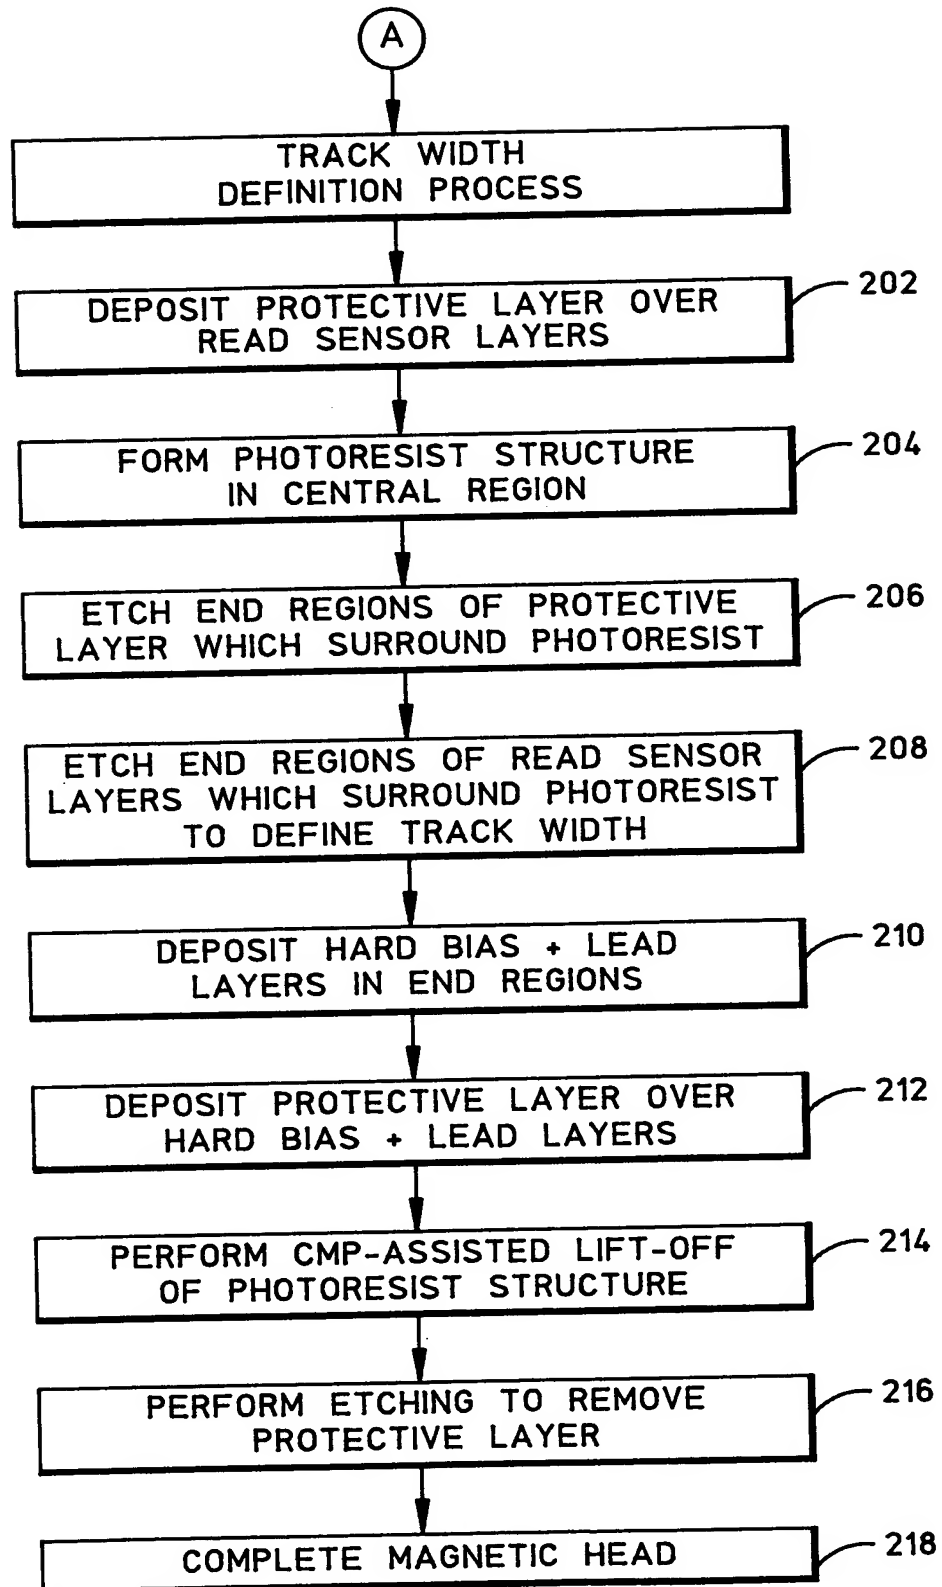 A
TRACK WIDTH
DEFINITION PROCESS
202
DEPOSIT PROTECTIVE LAYER OVER
READ SENSOR LAYERS
204
FORM PHOTORESIST STRUCTURE
IN CENTRAL REGION
206
ETCH END REGIONS OF PROTECTIVE
LAYER WHICH SURROUND PHOTORESIST
208
ETCH END REGIONS OF READ SENSOR
LAYERS WHICH SURROUND PHOTORESIST
TO DEFINE TRACK WIDTH
210
DEPOSIT HARD BIAS + LEAD
LAYERS IN END REGIONS
212
DEPOSIT PROTECTIVE LAYER OVER
HARD BIAS + LEAD LAYERS
214
PERFORM CMP-ASSISTED LIFT-OFF
OF PHOTORESIST STRUCTURE
216
PERFORM ETCHING TO REMOVE
PROTECTIVE LAYER
218
COMPLETE MAGNETIC HEAD